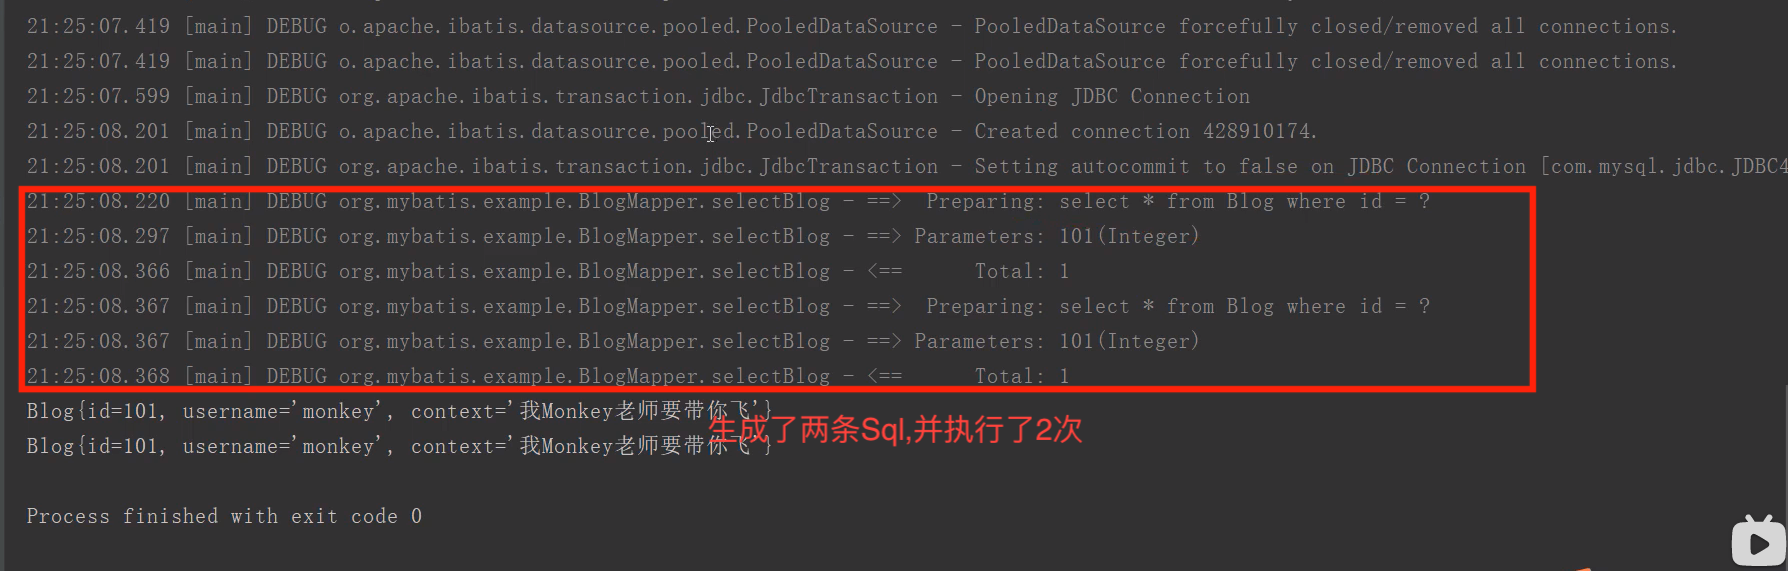 21:25:07.419 [main] DEBUG o.apache.ibatis.datasource.pooled.PooledDataSource - PooledDataSource forcefully closed/removed all connections.
21:25:07.419 [main] DEBUG o.apache.ibatis.datasource.pooled.PooledDataSource - PooledDataSource forcefully closed/removed all connections.
21:25:07.599 [main] DEBUG org.apache.ibatis.transaction.jdbc.JdbcTransaction - Opening JDBC Connection
21:25:08.201 [main] DEBUG o.apache.ibatis.datasource.pooled.PooledDataSource - Created connection 428910174.
21:25:08.201 [main] DEBUG org.apache.ibatis.transaction.jdbc.JdbcTransaction - Setting autocommit to false on JDBC Connection [com.mysql.jdbc.JDBC4
21:25:08.220 [main] DEBUG org.mybatis.example.BlogMapper.selectBlog - ==>  Preparing: select * from Blog where id = ?
21:25:08.297 [main] DEBUG org.mybatis.example.BlogMapper.selectBlog - ==> Parameters: 101(Integer)
21:25:08.366 [main] DEBUG org.mybatis.example.BlogMapper.selectBlog - <==      Total: 1
21:25:08.367 [main] DEBUG org.mybatis.example.BlogMapper.selectBlog - ==>  Preparing: select * from Blog where id = ?
21:25:08.367 [main] DEBUG org.mybatis.example.BlogMapper.selectBlog - ==> Parameters: 101(Integer)
21:25:08.368 [main] DEBUG org.mybatis.example.BlogMapper.selectBlog - <==      Total: 1
Blog{id=101, username='monkey', context='我Monkey老师要带你飞'}
生成了两条Sql,并执行了2次
Blog{id=101, username='monkey', context='我Monkey老师要带你飞'}
Process finished with exit code 0